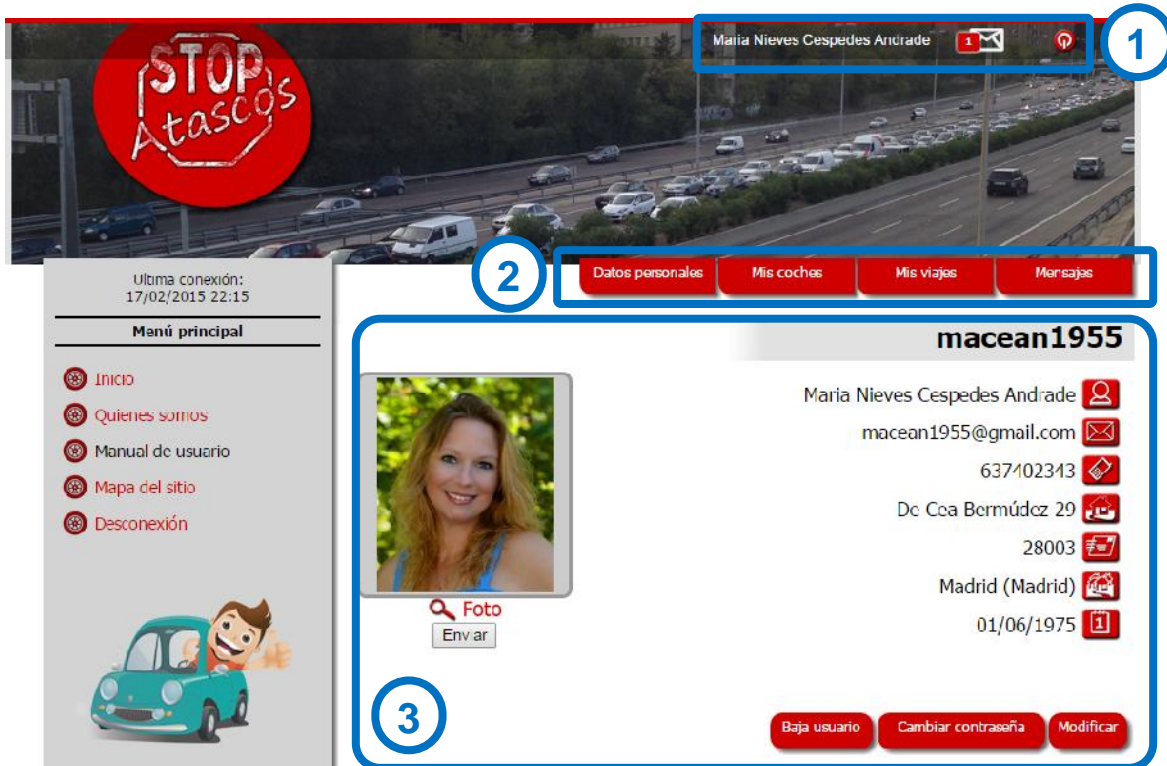 STOP
Atascos
Maria Nieves Cespedes Andrade 1
1
2
Datos personales Mis coches Mis viajes Mensajes
Ultima conexión:
17/02/2015 22:15
Menú principal
Inicio
Quienes somos
Manual de usuario
Mapa del sitio
Desconexión
macean1955
Maria Nieves Cespedes Andrade
macean1955@gmail.com
637402343
De Cea Bermúdez 29
28003
Madrid (Madrid)
01/06/1975 1
Foto
Enviar
3
Baja usuario Cambiar contraseña Modificar